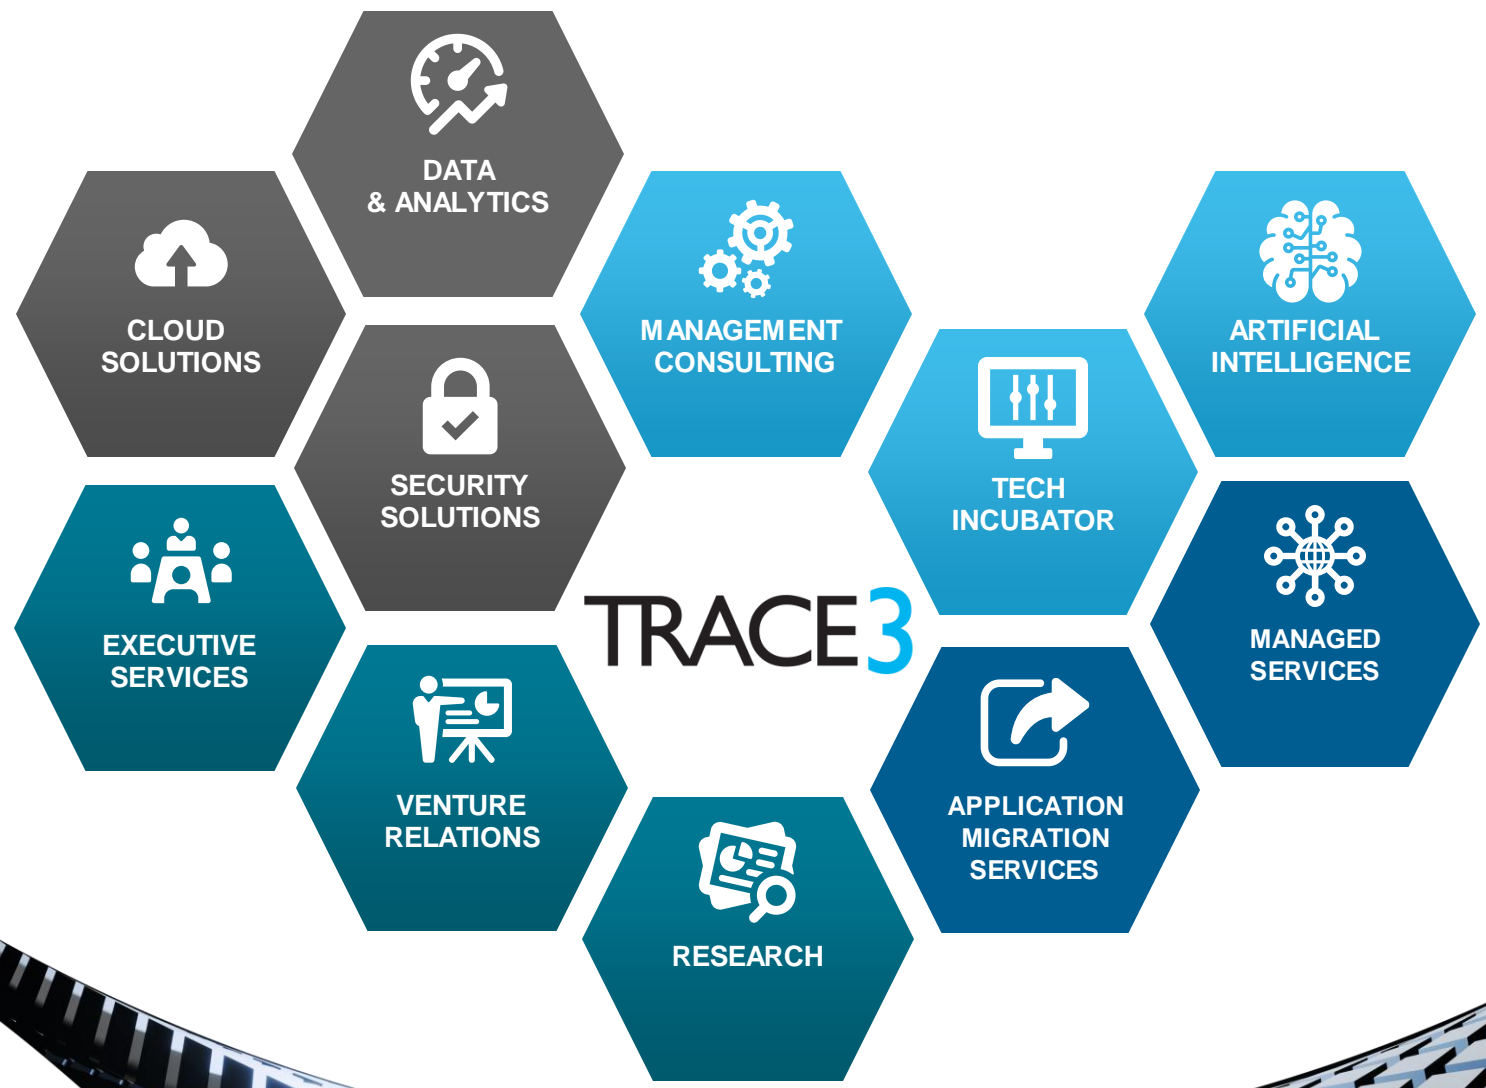 DATA
& ANALYTICS
CLOUD
SOLUTIONS
MANAGEMENT
CONSULTING
ARTIFICIAL
INTELLIGENCE
SECURITY
SOLUTIONS
TECH
INCUBATOR
TRACE3
EXECUTIVE
SERVICES
MANAGED
SERVICES
VENTURE
RELATIONS
APPLICATION
MIGRATION
SERVICES
RESEARCH